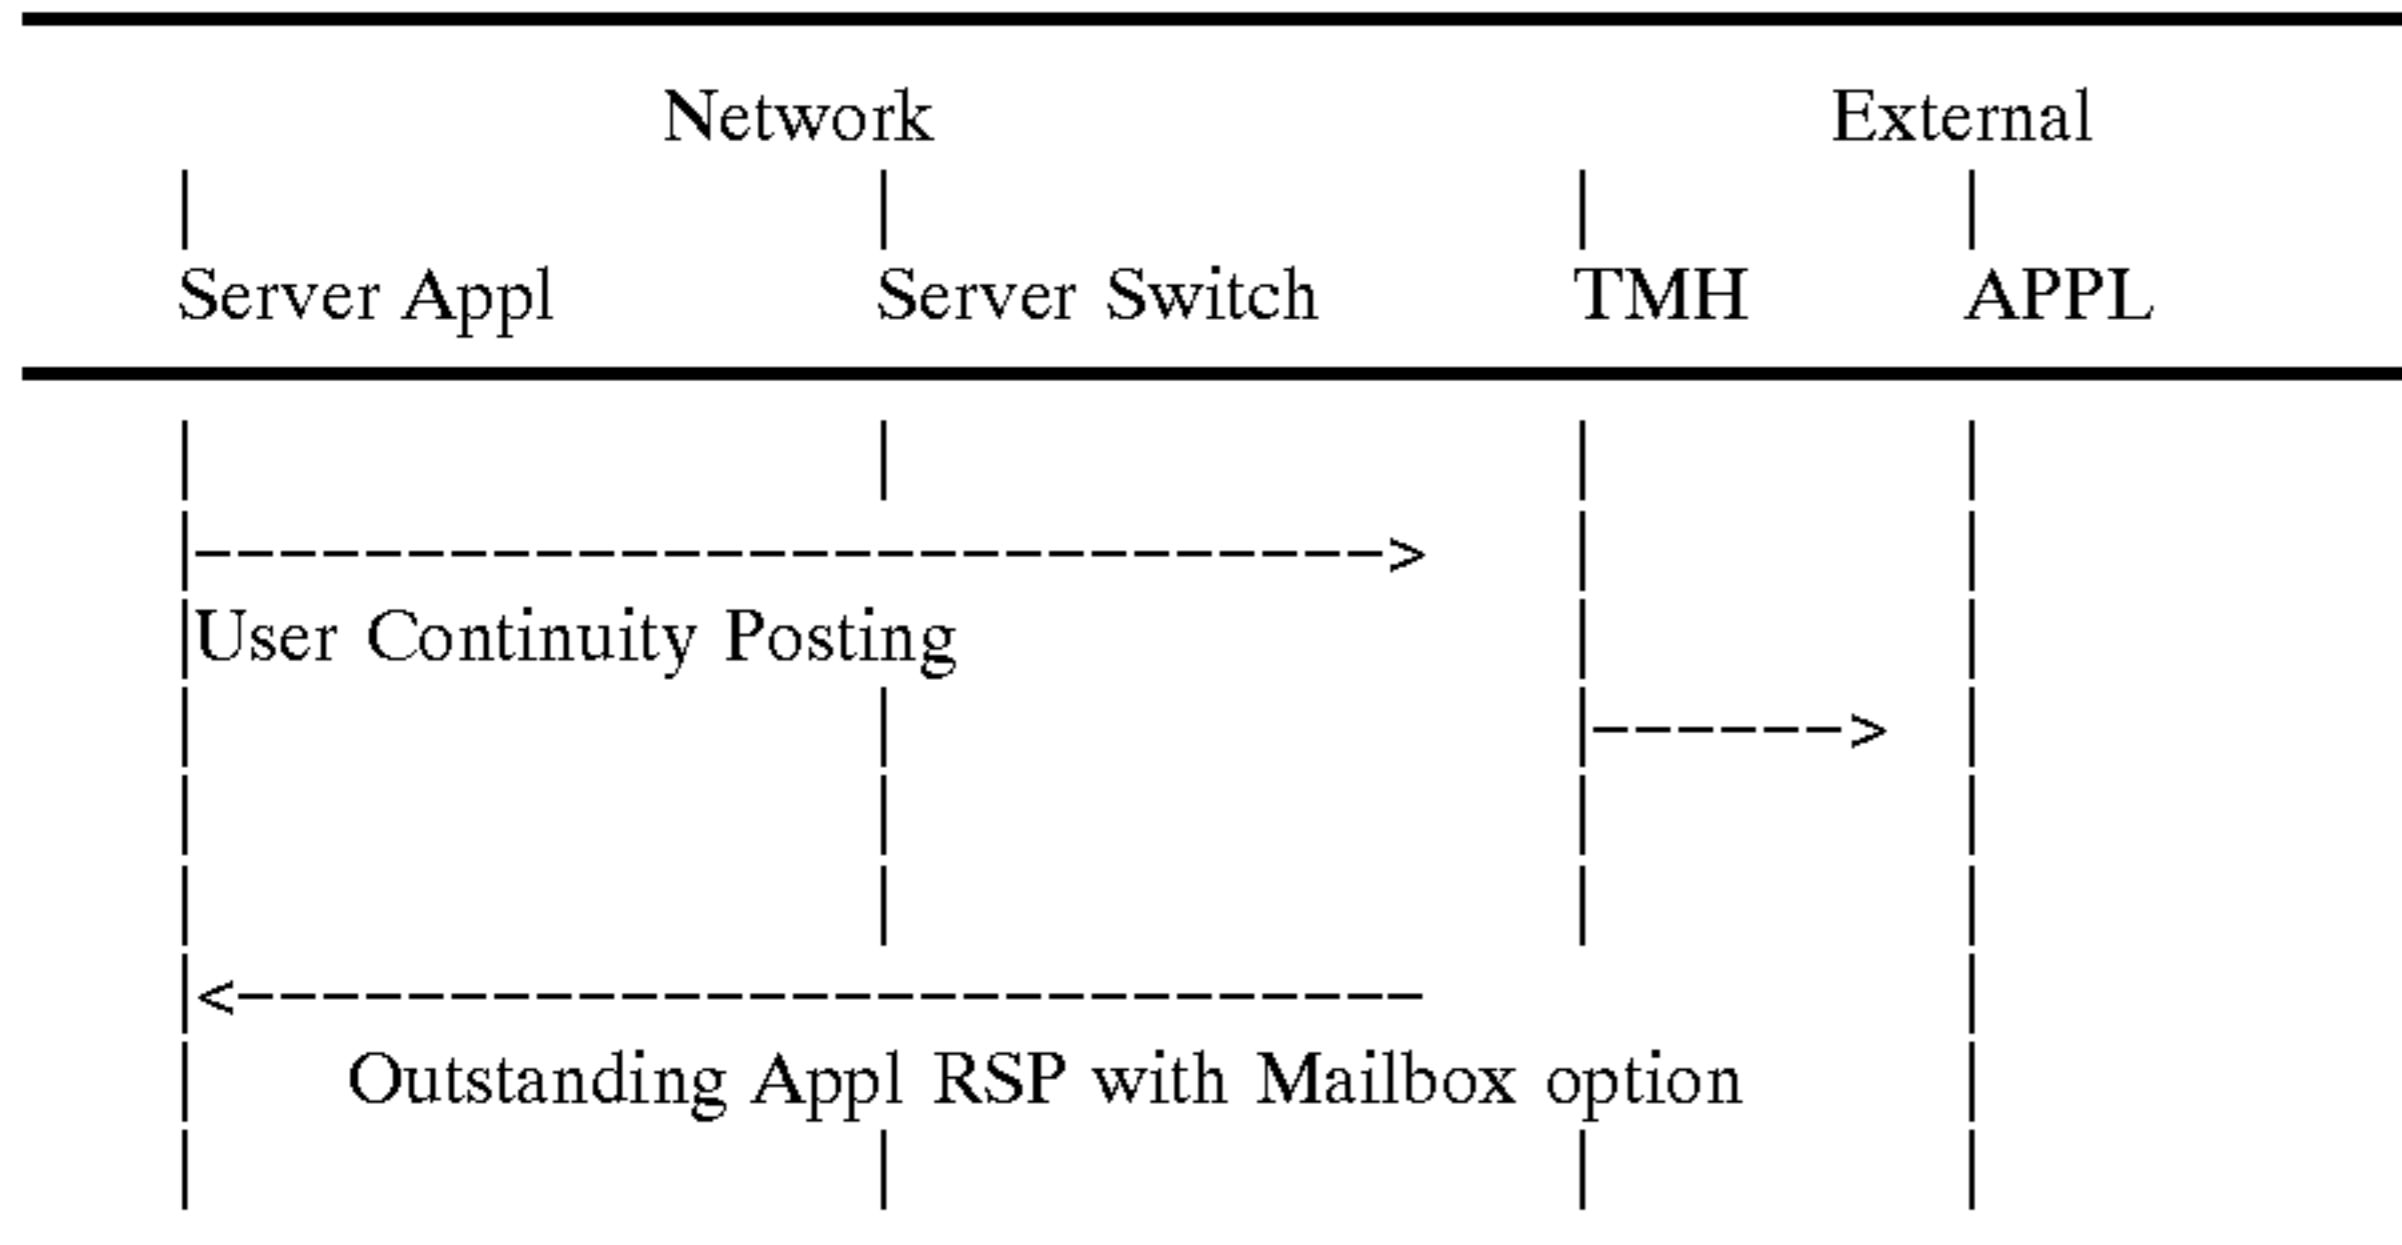 Network External
Server Appl Server Switch TMH APPL
User Continuity Posting
Outstanding Appl RSP with Mailbox option